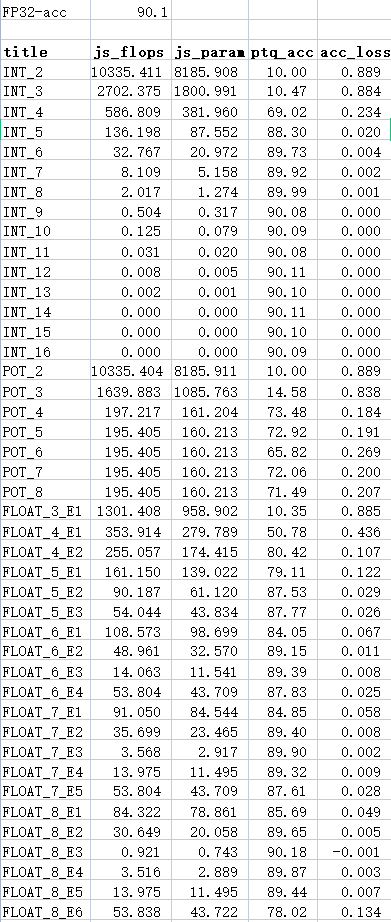 FP32-acc 90.1
title js_flops js_param ptq_acc acc_loss
INT_2 10335.411 8185.908 10.00 0.889
INT_3 2702.375 1800.991 10.47 0.884
INT_4 586.809 381.960 69.02 0.234
INT_5 136.198 87.552 88.30 0.020
INT_6 32.767 20.972 89.73 0.004
INT_7 8.109 5.158 89.92 0.002
INT_8 2.017 1.274 89.99 0.001
INT_9 0.504 0.317 90.08 0.000
INT_10 0.125 0.079 90.09 0.000
INT_11 0.031 0.020 90.08 0.000
INT_12 0.008 0.005 90.11 0.000
INT_13 0.002 0.001 90.10 0.000
INT_14 0.000 0.000 90.11 0.000
INT_15 0.000 0.000 90.10 0.000
INT_16 0.000 0.000 90.09 0.000
POT_2 10335.404 8185.911 10.00 0.889
POT_3 1639.883 1085.763 14.58 0.838
POT_4 197.217 161.204 73.48 0.184
POT_5 195.405 160.213 72.92 0.191
POT_6 195.405 160.213 65.82 0.269
POT_7 195.405 160.213 72.06 0.200
POT_8 195.405 160.213 71.49 0.207
FLOAT_3_E1 1301.408 958.902 10.35 0.885
FLOAT_4_E1 353.914 279.789 50.78 0.436
FLOAT_4_E2 255.057 174.415 80.42 0.107
FLOAT_5_E1 161.150 139.022 79.11 0.122
FLOAT_5_E2 90.187 61.120 87.53 0.029
FLOAT_5_E3 54.044 43.834 87.77 0.026
FLOAT_6_E1 108.573 98.699 84.05 0.067
FLOAT_6_E2 48.961 32.570 89.15 0.011
FLOAT_6_E3 14.063 11.541 89.39 0.008
FLOAT_6_E4 53.804 43.709 87.83 0.025
FLOAT_7_E1 91.050 84.544 84.85 0.058
FLOAT_7_E2 35.699 23.465 89.40 0.008
FLOAT_7_E3 3.568 2.917 89.90 0.002
FLOAT_7_E4 13.975 11.495 89.32 0.009
FLOAT_7_E5 53.804 43.709 87.61 0.028
FLOAT_8_E1 84.322 78.861 85.69 0.049
FLOAT_8_E2 30.649 20.058 89.65 0.005
FLOAT_8_E3 0.921 0.743 90.18 -0.001
FLOAT_8_E4 3.516 2.889 89.87 0.003
FLOAT_8_E5 13.975 11.495 89.44 0.007
FLOAT_8_E6 53.838 43.722 78.02 0.134